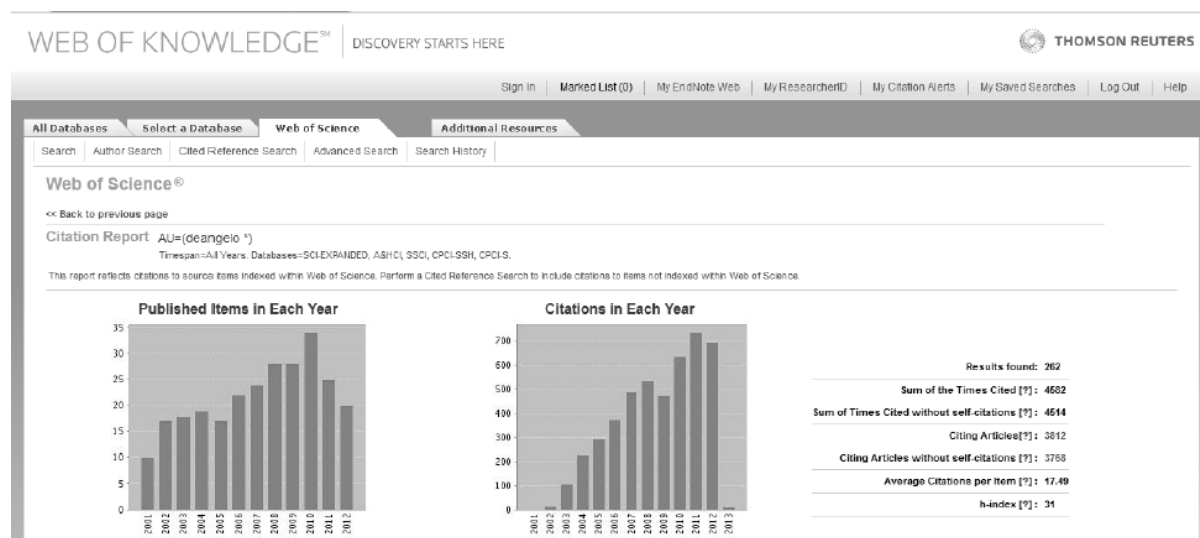 WEB OF KNOWLEDGE℠ DISCOVERY STARTS HERE
THOMSON REUTERS
Sign In | Marked List (0) | My EndNote Web | My ResearcherID | My Citation Alerts | My Saved Searches | Log Out | Help
All Databases Select a Database Web of Science Additional Resources
Search Author Search Cited Reference Search Advanced Search Search History
Web of Science®
<< Back to previous page
Citation Report AU=(deangelo *)
Timespan=All Years. Databases=SCI-EXPANDED, A&HCI, SSCI, CPCI-SSH, CPCI-S.
This report reflects citations to source items indexed within Web of Science. Perform a Cited Reference Search to include citations to items not indexed within Web of Science.
Published Items in Each Year
35
30
25
20
15
10
5
0
2001 2002 2003 2004 2005 2006 2007 2008 2009 2010 2011 2012
Citations in Each Year
700
600
500
400
300
200
100
0
2001 2002 2003 2004 2005 2006 2007 2008 2009 2010 2011 2012 2013
Results found: 262
Sum of the Times Cited [?] : 4582
Sum of Times Cited without self-citations [?] : 4514
Citing Articles[?] : 3812
Citing Articles without self-citations [?] : 3768
Average Citations per Item [?] : 17.49
h-index [?] : 31